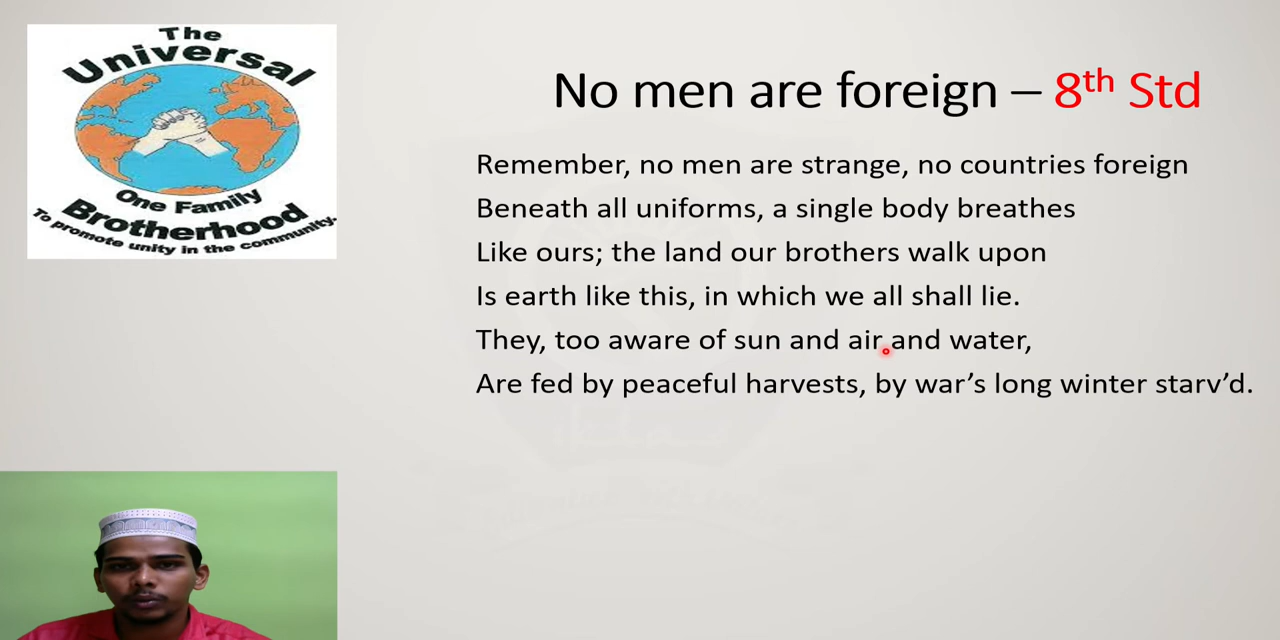 The
Universal
One Family
Brotherhood
To promote unity in the community.
No men are foreign – 8th Std
Remember, no men are strange, no countries foreign
Beneath all uniforms, a single body breathes
Like ours; the land our brothers walk upon
Is earth like this, in which we all shall lie.
They, too aware of sun and air and water,
Are fed by peaceful harvests, by war’s long winter starv’d.